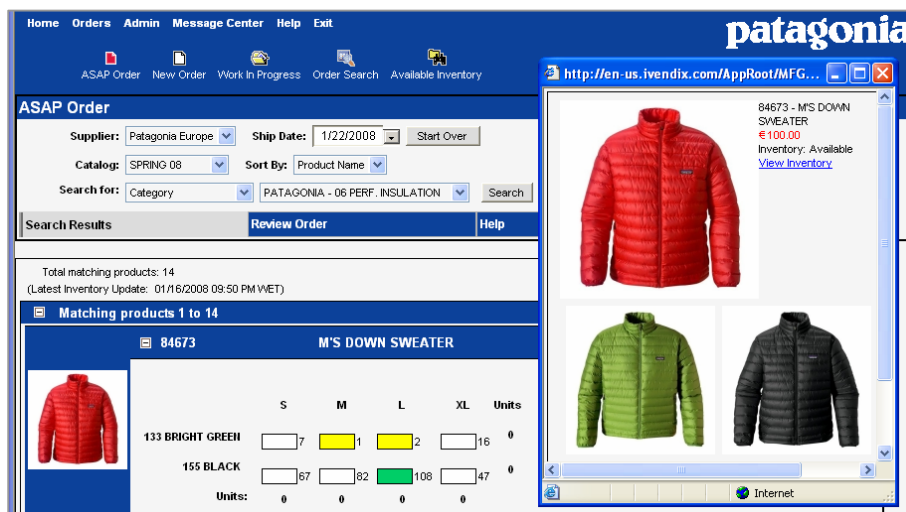 Home Orders Admin Message Center Help Exit
patagonia
ASAP Order New Order Work In Progress Order Search Available Inventory
ASAP Order
Supplier: Patagonia Europe Ship Date: 1/22/2008 Start Over
Catalog: SPRING 08 Sort By: Product Name
Search for: Category PATAGONIA - 06 PERF. INSULATION Search
Search Results Review Order Help
Total matching products: 14
(Latest Inventory Update: 01/16/2008 09:50 PM WET)
Matching products 1 to 14
84673 M'S DOWN SWEATER
S M L XL Units
133 BRIGHT GREEN 7 1 2 16 0
155 BLACK 67 82 108 47 0
Units: 0 0 0 0
http://en-us.ivendix.com/AppRoot/MFG...
84673 - M'S DOWN
SWEATER
€100.00
Inventory: Available
View Inventory
Internet